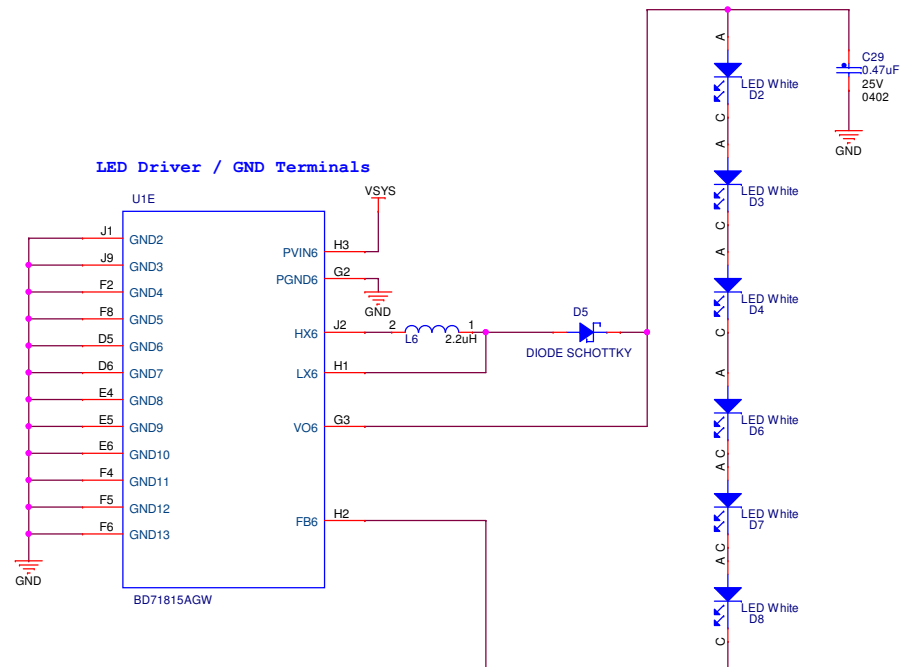 A
C29
0.47uF
25V
0402
LED White
D2
C
GND
A
LED Driver / GND Terminals
LED White
D3
VSYS
U1E
C
J1
GND2
H3
PVIN6
A
J9
GND3
G2
PGND6
F2
GND4
GND
LED White
D4
F8
GND5
J2
HX6
2
1
L6
2.2uH
D5
DIODE SCHOTTKY
C
D5
GND6
D6
GND7
H1
LX6
A
E4
GND8
E5
GND9
G3
VO6
LED White
D6
E6
GND10
C
A
F4
GND11
F5
GND12
H2
FB6
LED White
D7
F6
GND13
C
A
GND
BD71815AGW
LED White
D8
C